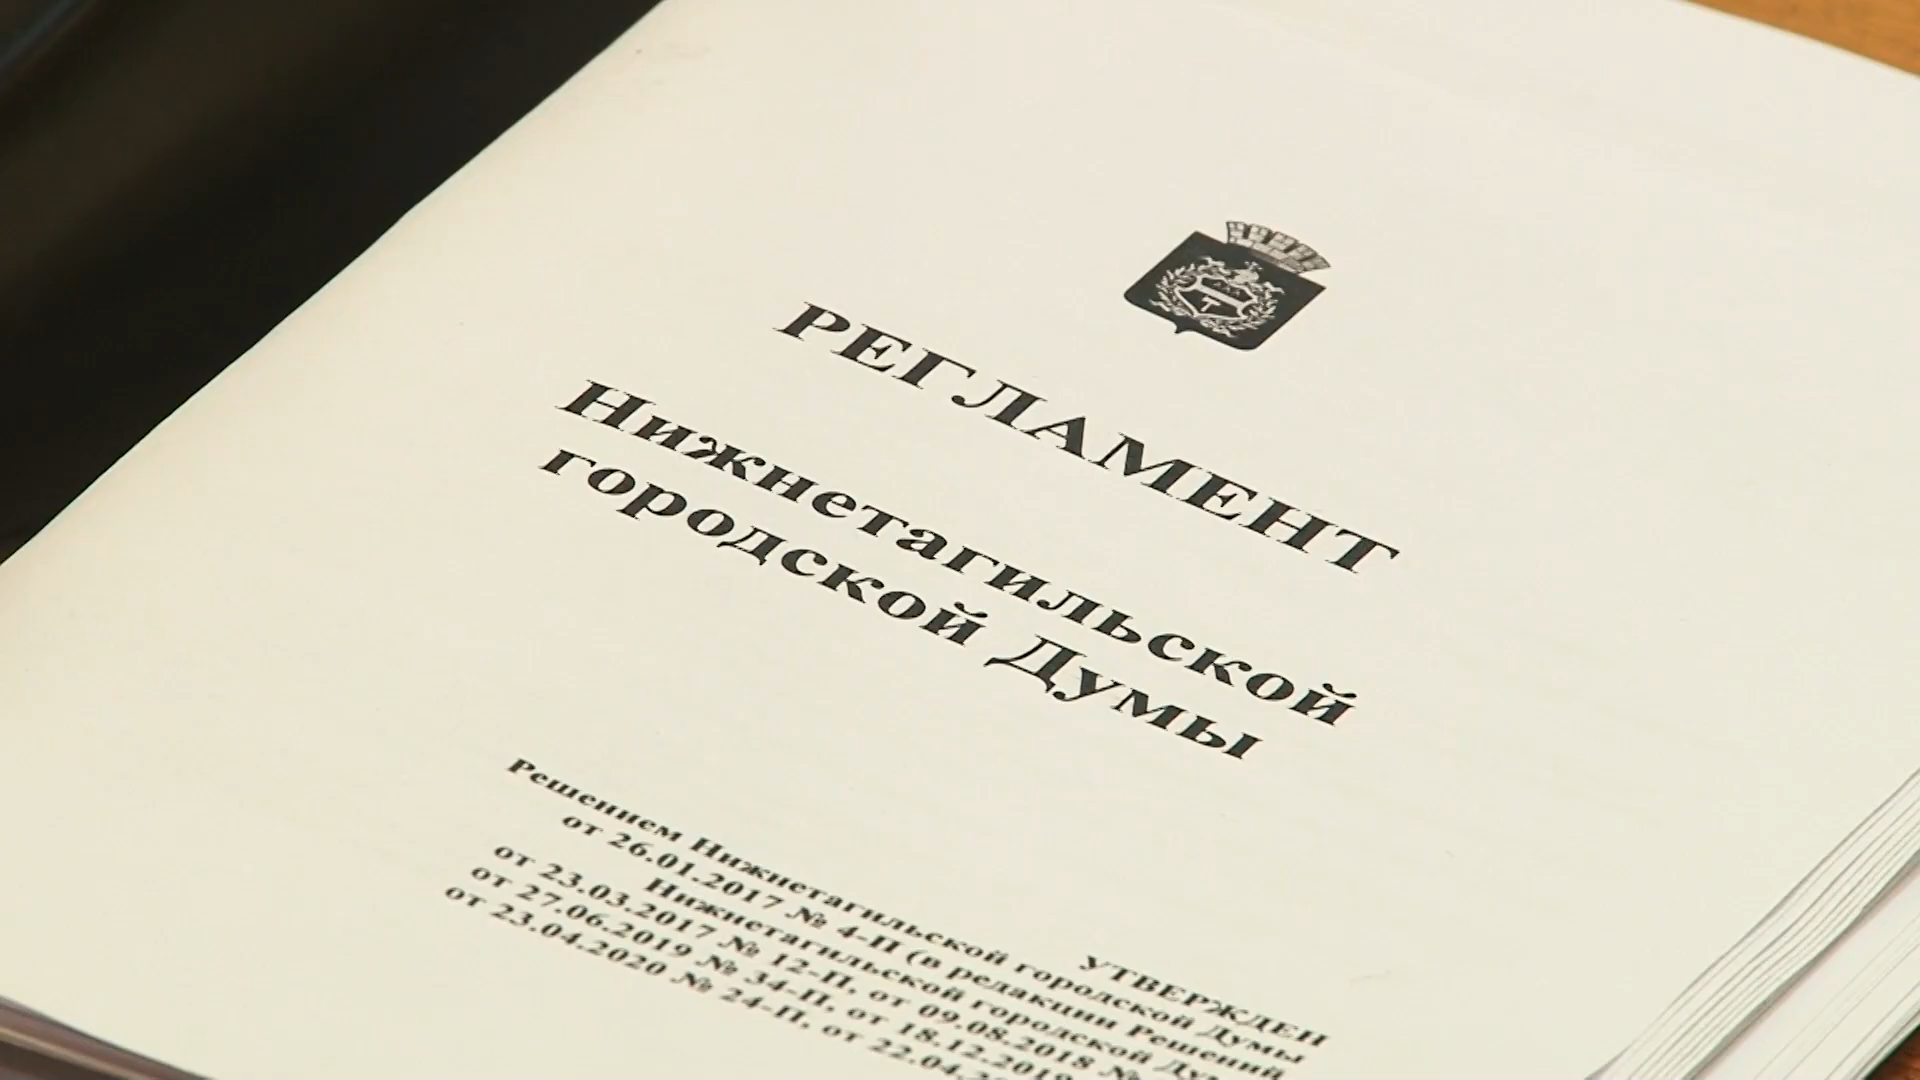 РЕГЛАМЕНТ
Нижнетагильской
городской Думы
УТВЕРЖДЕН
Решением Нижнетагильской городской Думы
от 26.01.2017 № 4-П (в редакции Решений
Нижнетагильской городской
от 23.03.2017 № 12-П, от 09.08.2018 №
от 27.06.2019 № 34-П, от 18.12.2019
от 23.04.2020 № 24-П, от 22.04.